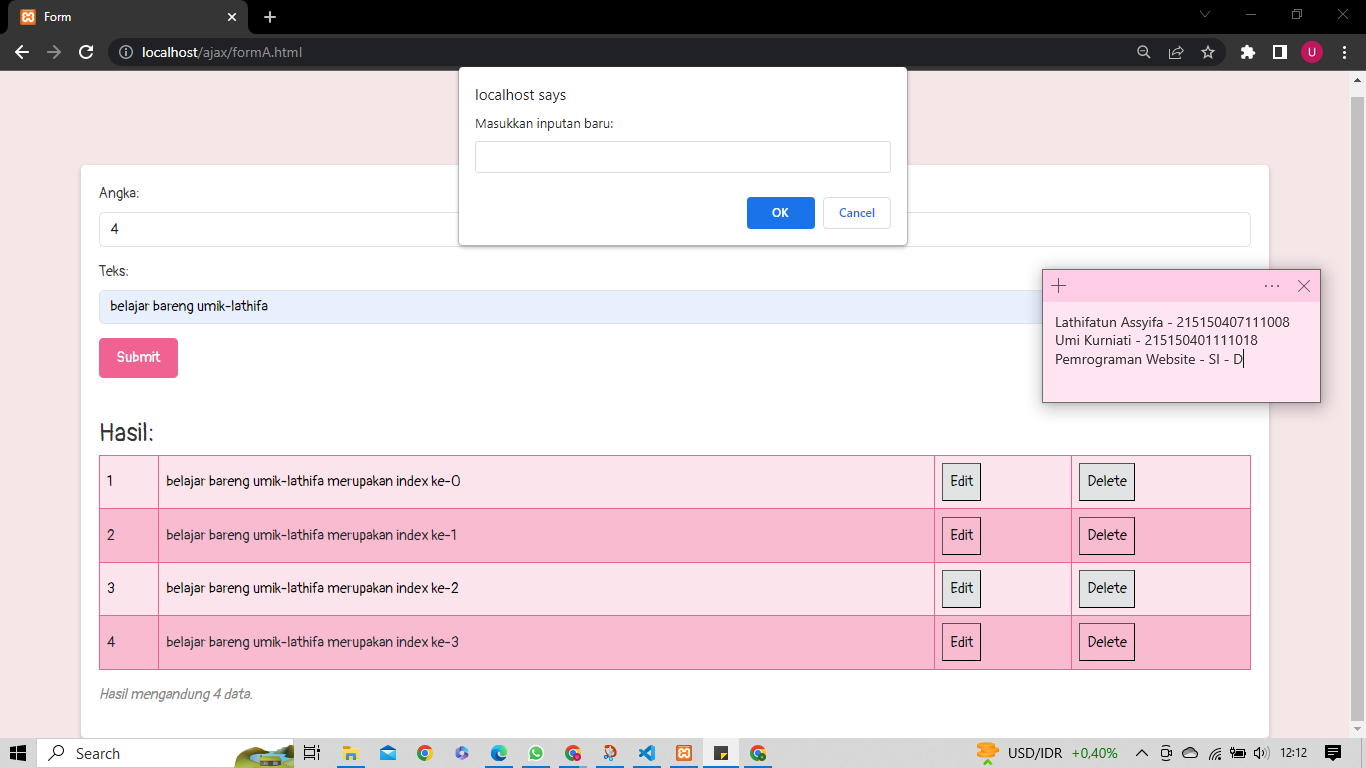 Form
localhost/ajax/formA.html
U
localhost says
Masukkan inputan baru:
OK
Cancel
Angka:
4
Teks:
belajar bareng umik-lathifa
Submit
Lathifatun Assyifa - 215150407111008
Umi Kurniati - 215150401111018
Pemrograman Website - SI - D
Hasil:
1 belajar bareng umik-lathifa merupakan index ke-0 Edit Delete
2 belajar bareng umik-lathifa merupakan index ke-1 Edit Delete
3 belajar bareng umik-lathifa merupakan index ke-2 Edit Delete
4 belajar bareng umik-lathifa merupakan index ke-3 Edit Delete
Hasil mengandung 4 data.
Search
USD/IDR +0,40%
12:12